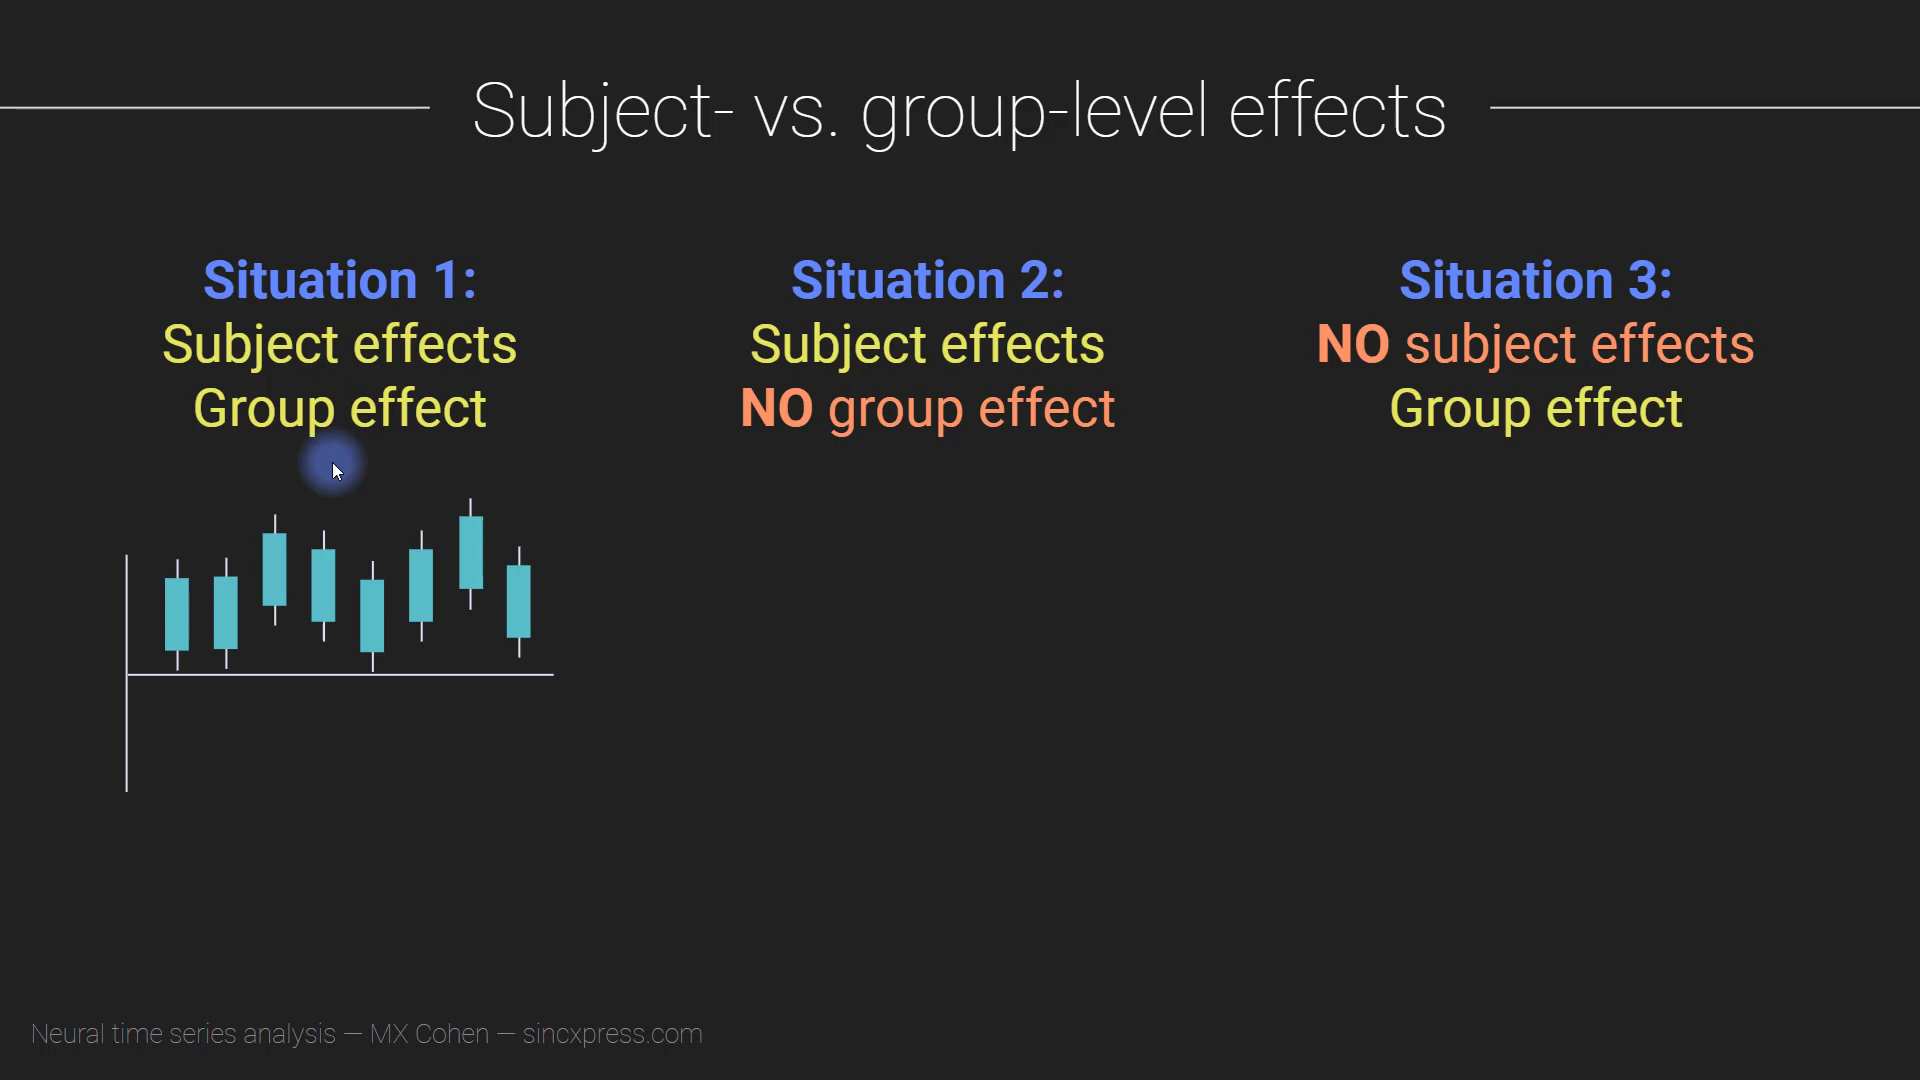 Subject- vs. group-level effects
Situation 1:
Subject effects
Group effect
Situation 2:
Subject effects
NO group effect
Situation 3:
NO subject effects
Group effect
Neural time series analysis — MX Cohen — sincxpress.com